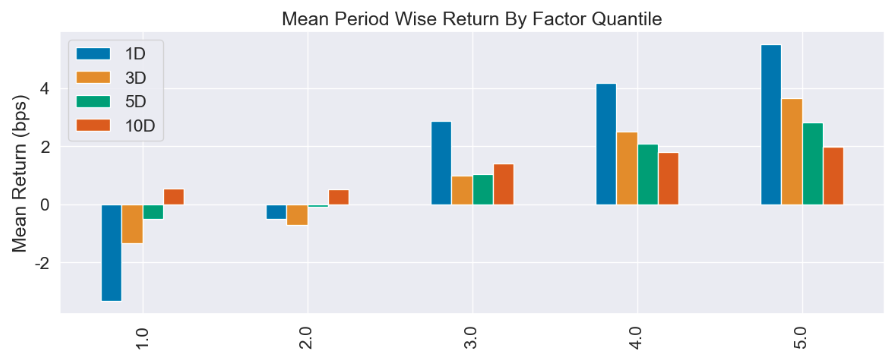 Mean Period Wise Return By Factor Quantile
1D
3D
5D
10D
Mean Return (bps)
4
2
0
-2
1.0
2.0
3.0
4.0
5.0